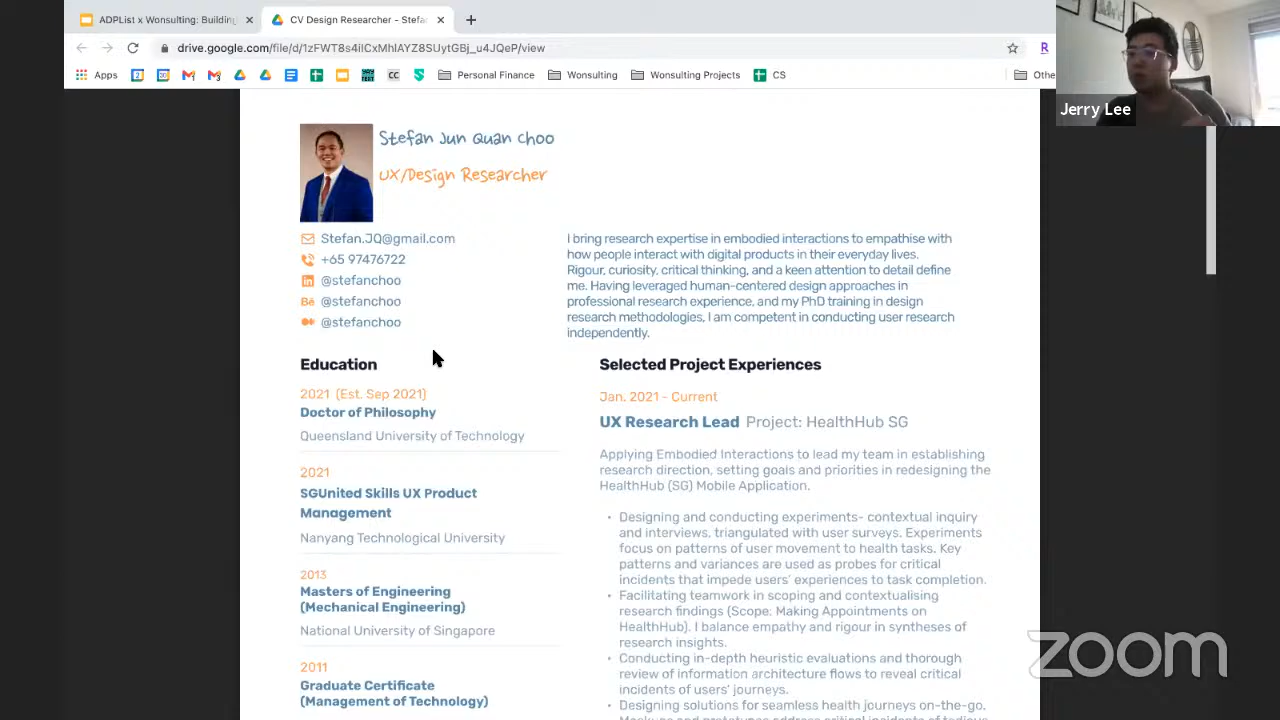 ADPList x Wonsulting: Building
CV Design Researcher - Stefa
drive.google.com/file/d/1zFWT8s4iICxMhlAYZ8SUytGBj_u4JQeP/view
Apps
Personal Finance
Wonsulting
Wonsulting Projects
CS
Othe
Jerry Lee
Stefan Jun Quan Choo
UX/Design Researcher
Stefan.JQ@gmail.com
+65 97476722
@stefanchoo
@stefanchoo
@stefanchoo
I bring research expertise in embodied interactions to empathise with
how people interact with digital products in their everyday lives.
Rigour, curiosity, critical thinking, and a keen attention to detail define
me. Having leveraged human-centered design approaches in
professional research experience, and my PhD training in design
research methodologies, I am competent in conducting user research
independently.
Education
2021 (Est. Sep 2021)
Doctor of Philosophy
Queensland University of Technology
2021
SGUnited Skills UX Product
Management
Nanyang Technological University
2013
Masters of Engineering
(Mechanical Engineering)
National University of Singapore
2011
Graduate Certificate
(Management of Technology)
Selected Project Experiences
Jan. 2021 - Current
UX Research Lead Project: HealthHub SG
Applying Embodied Interactions to lead my team in establishing
research direction, setting goals and priorities in redesigning the
HealthHub (SG) Mobile Application.
• Designing and conducting experiments- contextual inquiry
and interviews, triangulated with user surveys. Experiments
focus on patterns of user movement to health tasks. Key
patterns and variances are used as probes for critical
incidents that impede users' experiences to task completion.
• Facilitating teamwork in scoping and contextualising
research findings (Scope: Making Appointments on
HealthHub). I balance empathy and rigour in syntheses of
research insights.
• Conducting in-depth heuristic evaluations and thorough
review of information architecture flows to reveal critical
incidents of users' journeys.
• Designing solutions for seamless health journeys on-the-go.
zoom